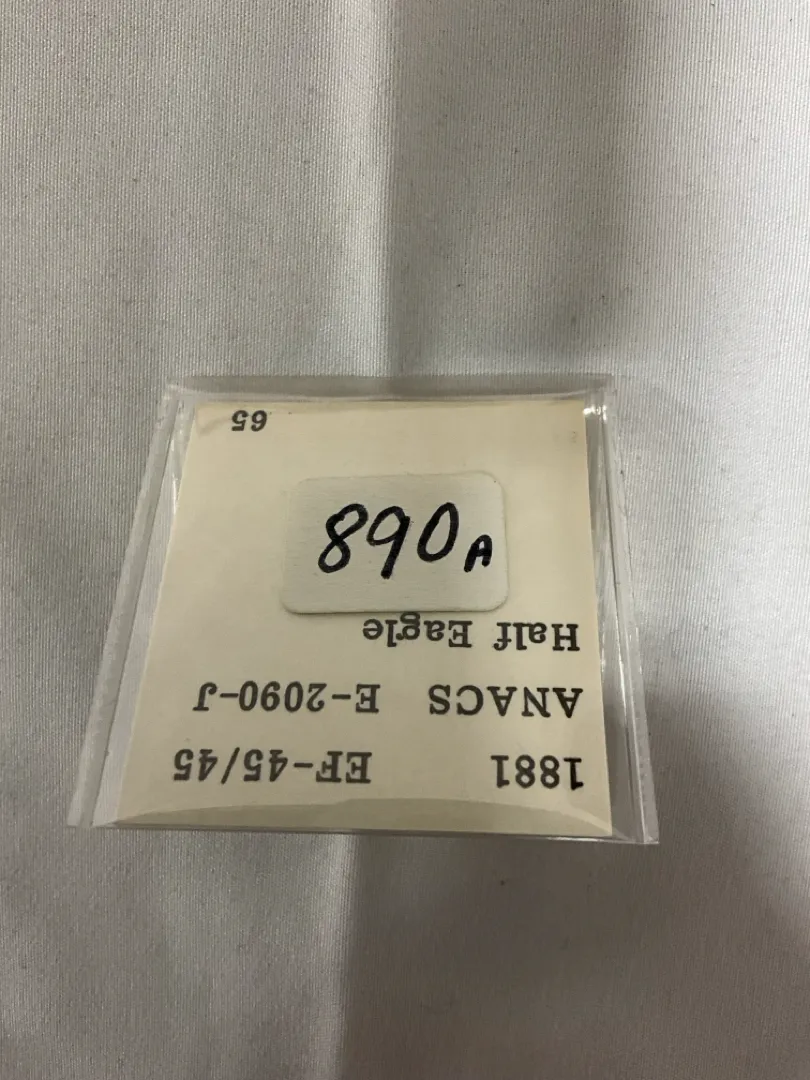 1881 EF-45/45
ANACS E-2090-J
Half Eagle
890A
65